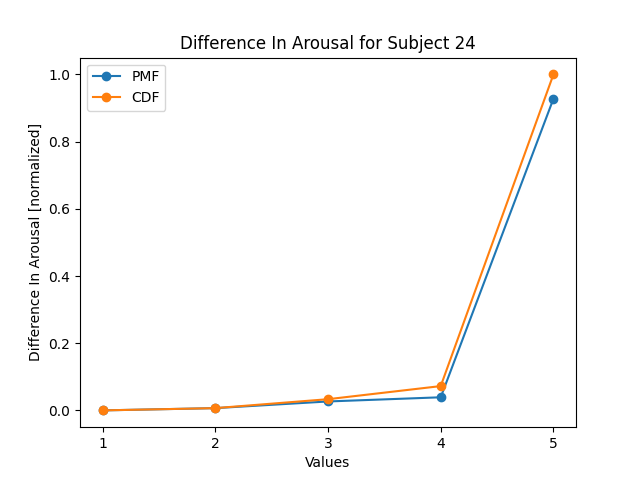 Difference In Arousal for Subject 24
PMF
CDF
Difference In Arousal [normalized]
1.0
0.8
0.6
0.4
0.2
0.0
1 2 3 4 5
Values